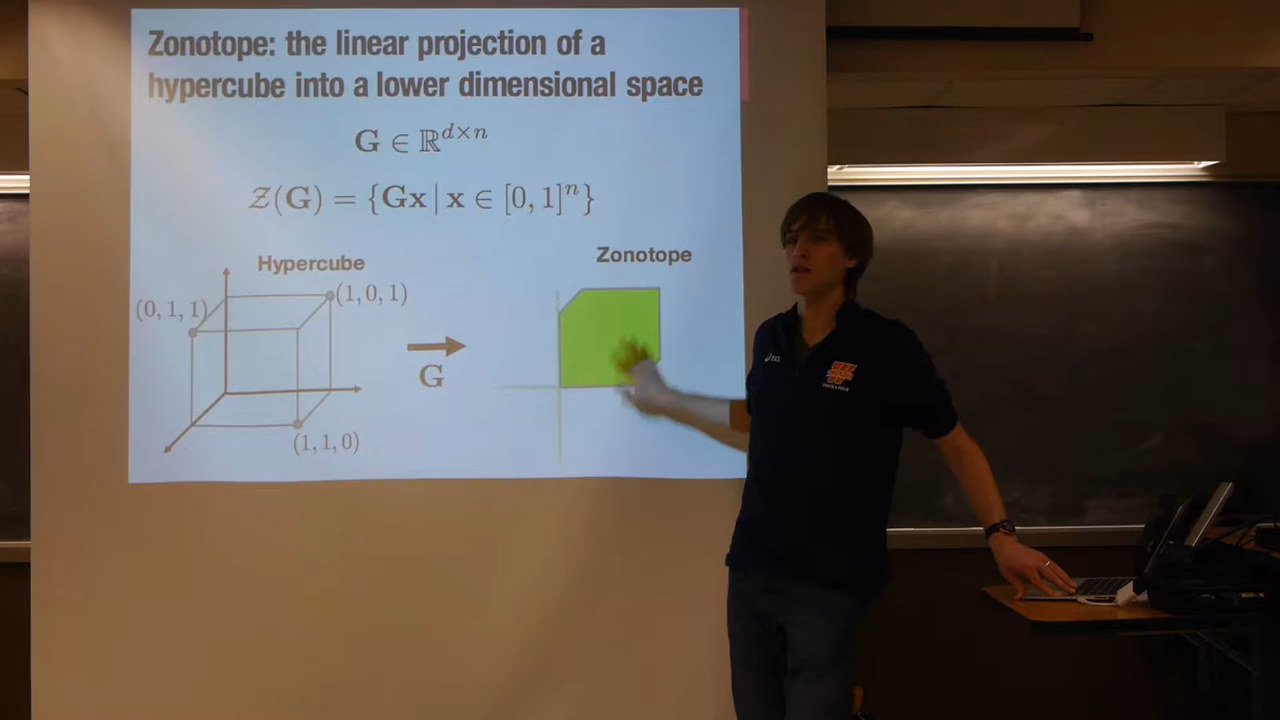 Zonotope: the linear projection of a
hypercube into a lower dimensional space
G ∈ ℝ^{d×n}
𝒵(G) = {Gx | x ∈ [0, 1]^n}
Hypercube
Zonotope
(0, 1, 1)
(1, 0, 1)
G
(1, 1, 0)